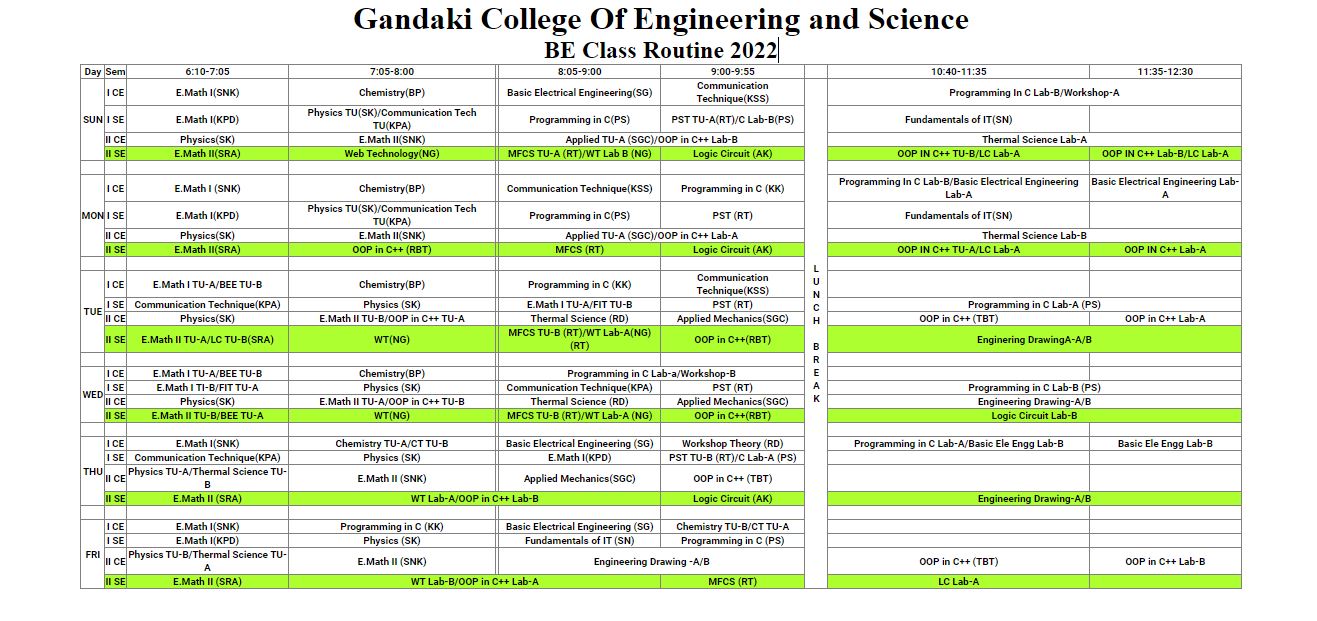 Gandaki College Of Engineering and Science
BE Class Routine 2022
Day Sem 6:10-7:05 7:05-8:00 8:05-9:00 9:00-9:55 10:40-11:35 11:35-12:30
SUN
I CE E.Math I(SNK) Chemistry(BP) Basic Electrical Engineering(SG) Communication Technique(KSS) Programming In C Lab-B/Workshop-A
I SE E.Math I(KPD) Physics TU(SK)/Communication Tech TU(KPA) Programming in C(PS) PST TU-A(RT)/C Lab-B(PS) Fundamentals of IT(SN)
II CE Physics(SK) E.Math II(SNK) Applied TU-A (SGC)/OOP in C++ Lab-B Thermal Science Lab-A
II SE E.Math II(SRA) Web Technology(NG) MFCS TU-A (RT)/WT Lab B (NG) Logic Circuit (AK) OOP IN C++ TU-B/LC Lab-A OOP IN C++ Lab-B/LC Lab-A
MON
I CE E.Math I (SNK) Chemistry(BP) Communication Technique(KSS) Programming in C (KK) Programming In C Lab-B/Basic Electrical Engineering Lab-A Basic Electrical Engineering Lab-A
I SE E.Math I(KPD) Physics TU(SK)/Communication Tech TU(KPA) Programming in C(PS) PST (RT) Fundamentals of IT(SN)
II CE Physics(SK) E.Math II(SNK) Applied TU-A (SGC)/OOP in C++ Lab-A Thermal Science Lab-B
II SE E.Math II(SRA) OOP in C++ (RBT) MFCS (RT) Logic Circuit (AK) OOP IN C++ TU-A/LC Lab-A OOP IN C++ Lab-A
LUNCH BREAK
TUE
I CE E.Math I TU-A/BEE TU-B Chemistry(BP) Programming in C (KK) Communication Technique(KSS)
I SE Communication Technique(KPA) Physics (SK) E.Math I TU-A/FIT TU-B PST (RT) Programming in C Lab-A (PS)
II CE Physics(SK) E.Math II TU-B/OOP in C++ TU-A Thermal Science (RD) Applied Mechanics(SGC) OOP in C++ (TBT) OOP in C++ Lab-A
II SE E.Math II TU-A/LC TU-B(SRA) WT(NG) MFCS TU-B (RT)/WT Lab-A(NG) (RT) OOP in C++(RBT) Enginering DrawingA-A/B
WED
I CE E.Math I TU-A/BEE TU-B Chemistry(BP) Programming in C Lab-a/Workshop-B
I SE E.Math I TI-B/FIT TU-A Physics (SK) Communication Technique(KPA) PST (RT) Programming in C Lab-B (PS)
II CE Physics(SK) E.Math II TU-A/OOP in C++ TU-B Thermal Science (RD) Applied Mechanics(SGC) Engineering Drawing-A/B
II SE E.Math II TU-B/BEE TU-A WT(NG) MFCS TU-B (RT)/WT Lab-A (NG) OOP in C++(RBT) Logic Circuit Lab-B
THU
I CE E.Math I(SNK) Chemistry TU-A/CT TU-B Basic Electrical Engineering (SG) Workshop Theory (RD) Programming in C Lab-A/Basic Ele Engg Lab-B Basic Ele Engg Lab-B
I SE Communication Technique(KPA) Physics (SK) E.Math I(KPD) PST TU-B (RT)/C Lab-A (PS)
II CE Physics TU-A/Thermal Science TU-B E.Math II (SNK) Applied Mechanics(SGC) OOP in C++ (TBT)
II SE E.Math II (SRA) WT Lab-A/OOP in C++ Lab-B Logic Circuit (AK) Engineering Drawing-A/B
FRI
I CE E.Math I(SNK) Programming in C (KK) Basic Electrical Engineering (SG) Chemistry TU-B/CT TU-A
I SE E.Math I(KPD) Physics (SK) Fundamentals of IT (SN) Programming in C (PS)
II CE Physics TU-B/Thermal Science TU-A E.Math II (SNK) Engineering Drawing -A/B OOP in C++ (TBT) OOP in C++ Lab-B
II SE E.Math II (SRA) WT Lab-B/OOP in C++ Lab-A MFCS (RT) LC Lab-A